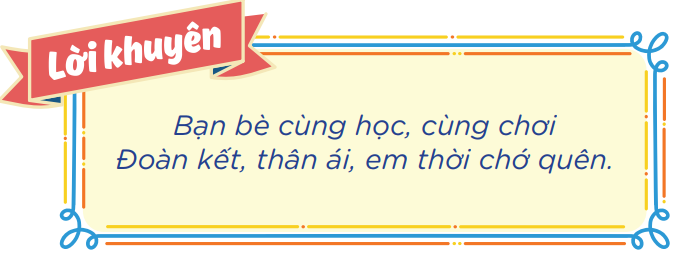 Lời khuyên
Bạn bè cùng học, cùng chơi
Đoàn kết, thân ái, em thời chớ quên.